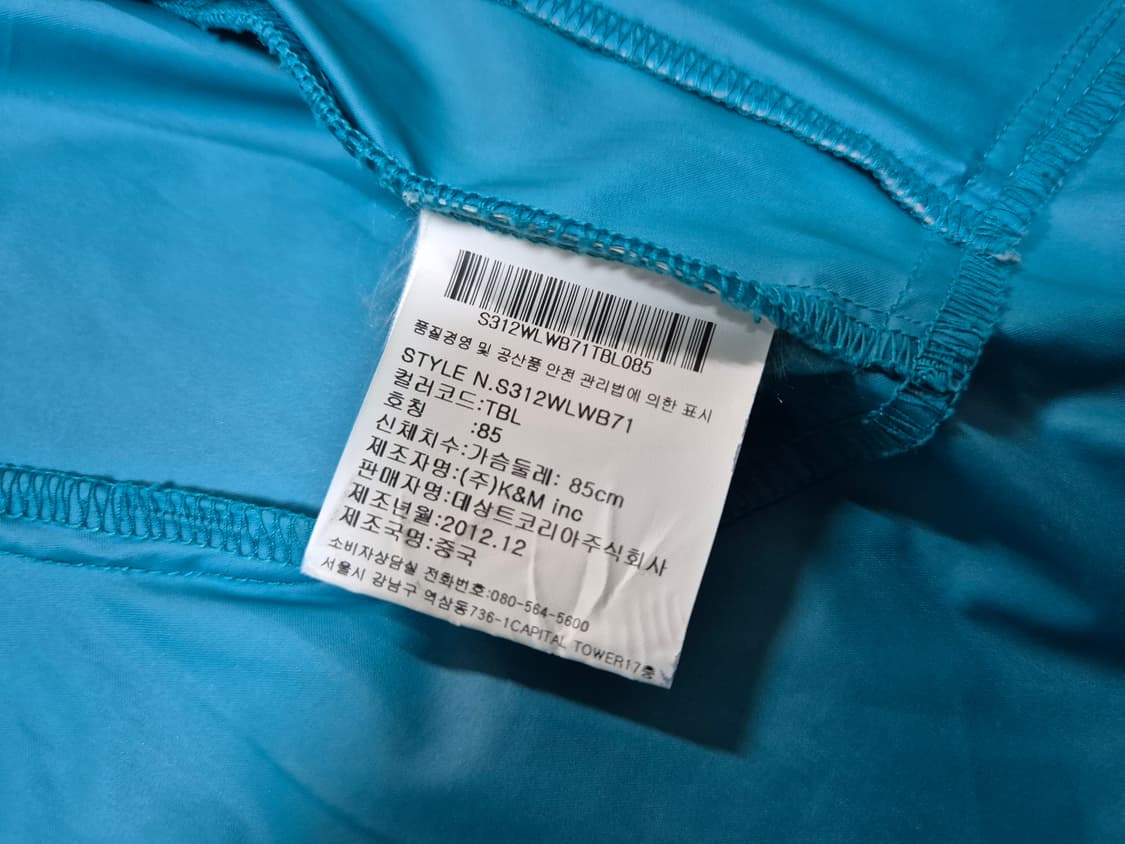 S312WLWB71TBL085
품질경영 및 공산품 안전 관리법에 의한 표시
STYLE N.S312WLWB71
컬러코드:TBL
호칭 :85
신체치수:가슴둘레: 85cm
제조자명:(주)K&M inc
판매자명:데상트코리아주식회사
제조년월:2012.12
제조국명:중국
소비자상담실 전화번호:080-564-5600
서울시 강남구 역삼동736-1CAPITAL TOWER17층